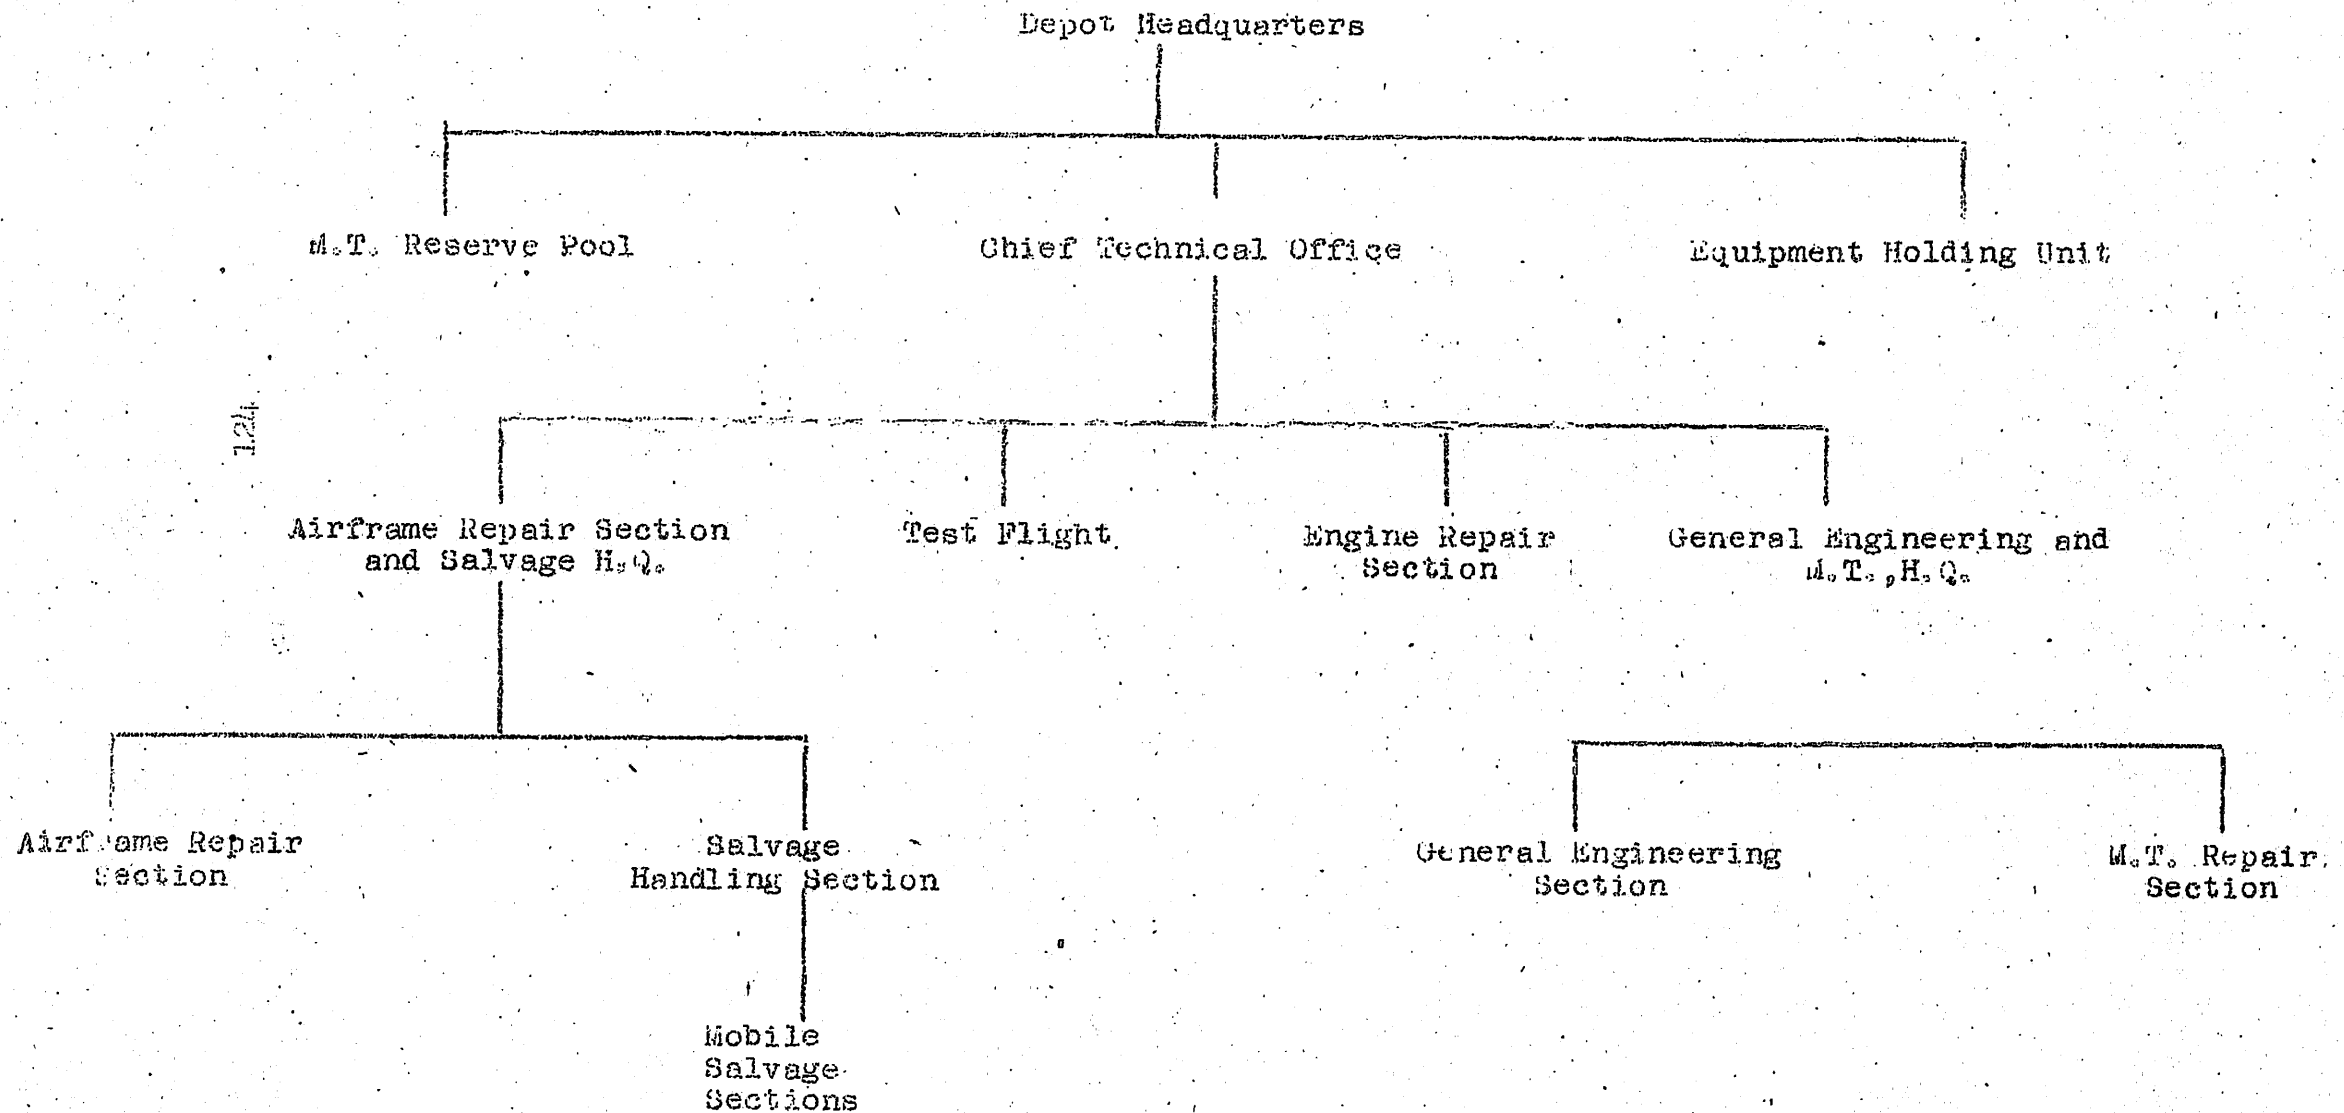 Depot Headquarters
M.T. Reserve Pool
Chief Technical Office
Equipment Holding Unit
124.
Airframe Repair Section
and Salvage H.Q.
Test Flight.
Engine Repair
Section
General Engineering and
M.T.,H.Q.
Airframe Repair
Section
Salvage
Handling Section
General Engineering
Section
M.T. Repair
Section
Mobile
Salvage
Sections